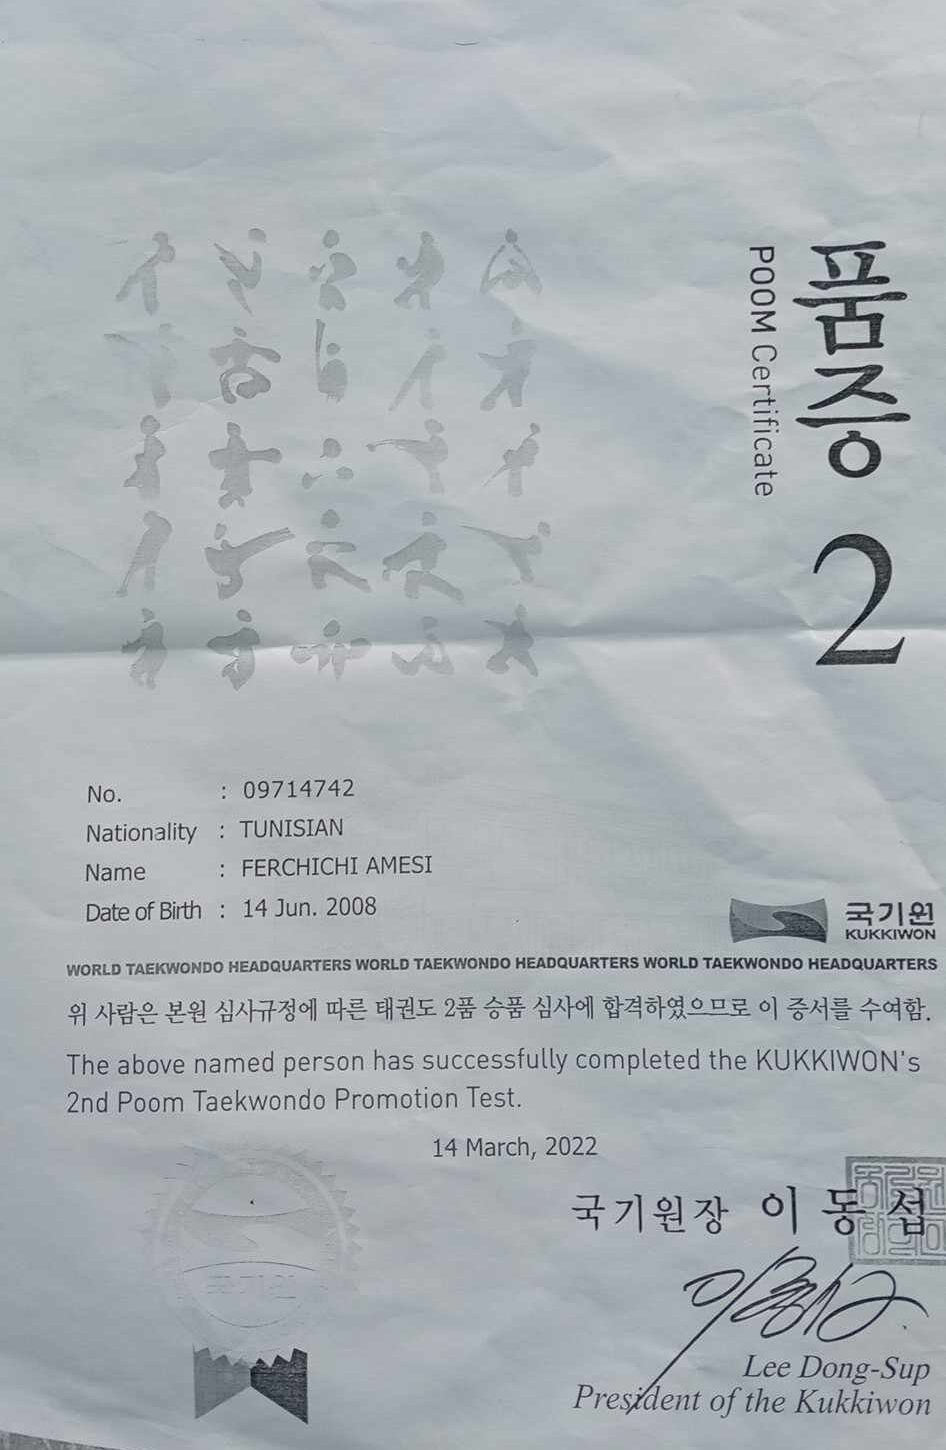 품증 2
POOM Certificate
No. : 09714742
Nationality : TUNISIAN
Name : FERCHICHI AMESI
Date of Birth : 14 Jun. 2008
국기원
KUKKIWON
WORLD TAEKWONDO HEADQUARTERS WORLD TAEKWONDO HEADQUARTERS WORLD TAEKWONDO HEADQUARTERS
위 사람은 본원 심사규정에 따른 태권도 2품 승품 심사에 합격하였으므로 이 증서를 수여함.
The above named person has successfully completed the KUKKIWON's
2nd Poom Taekwondo Promotion Test.
14 March, 2022
국기원
국기원장 이동섭
Lee Dong-Sup
President of the Kukkiwon